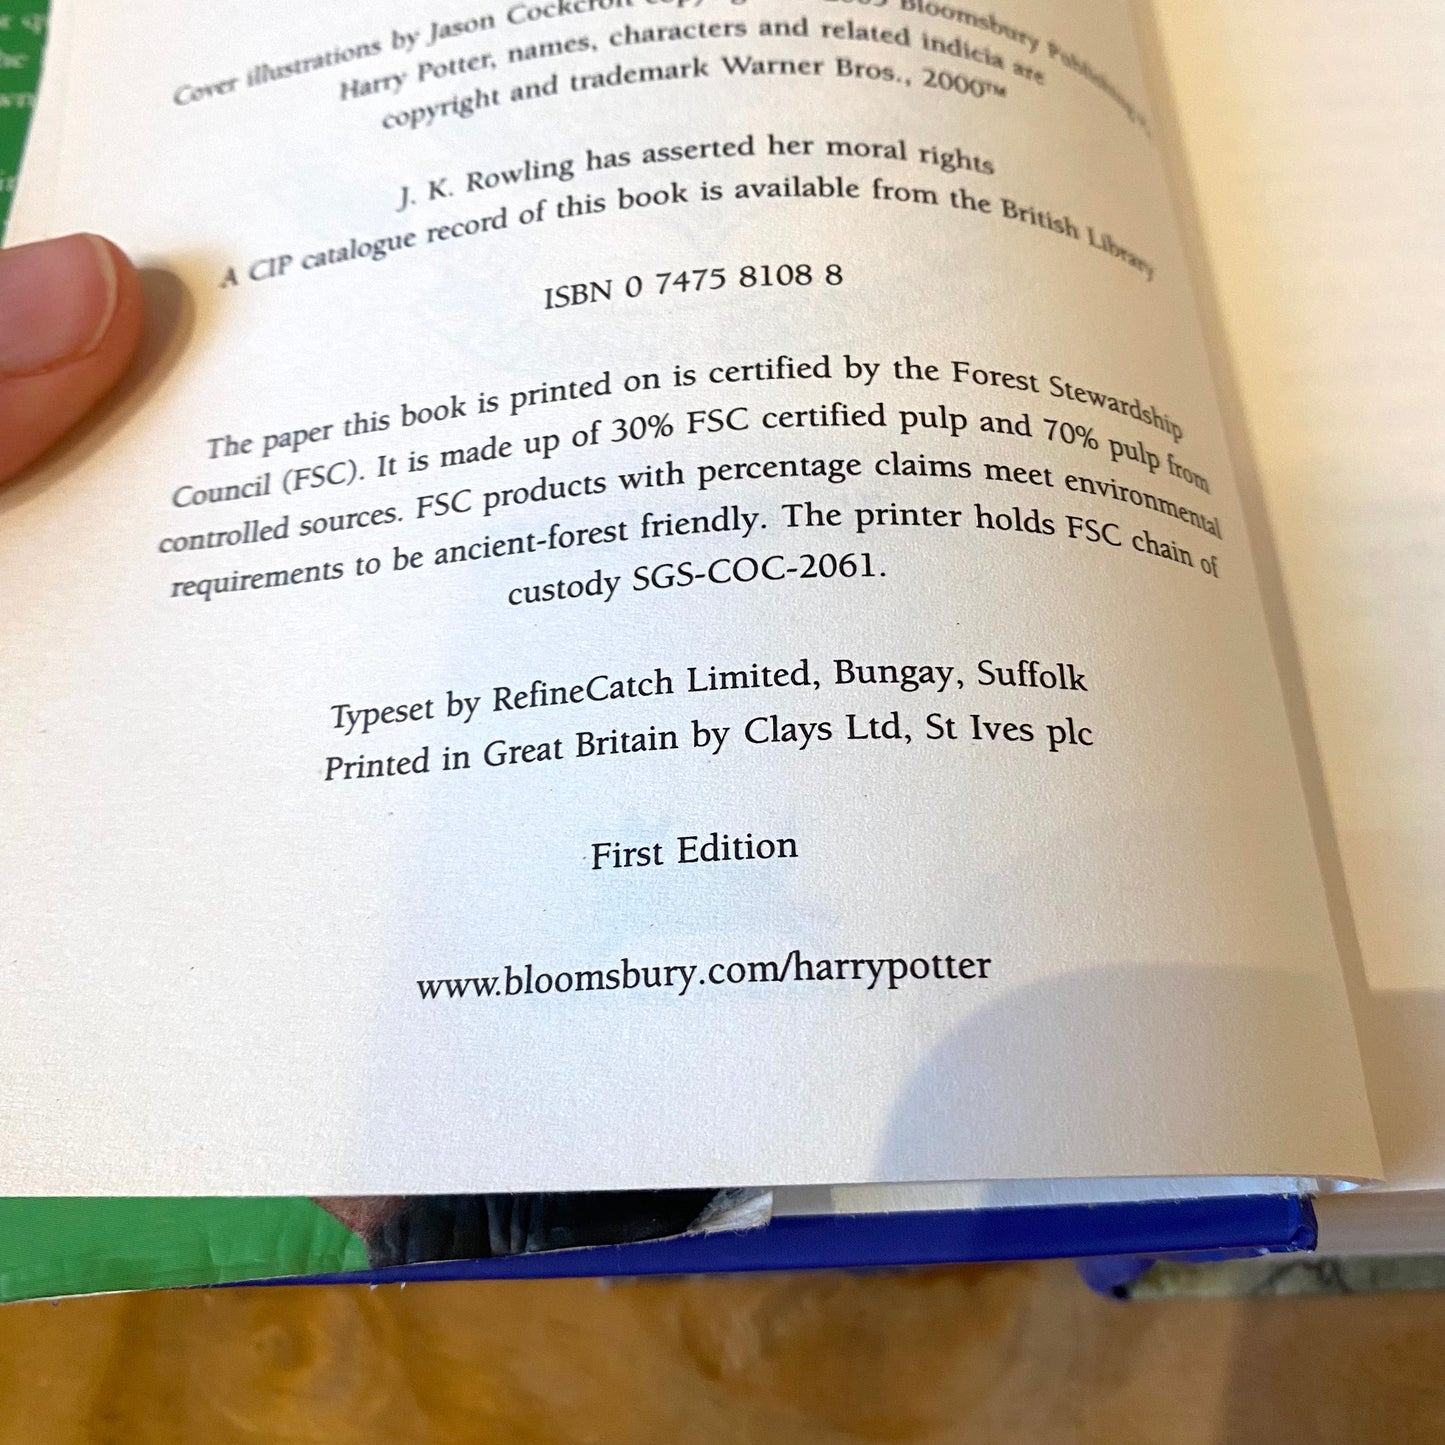 Cover illustrations by Jason Cockcroft copyright © 2005 Bloomsbury Publishing
Harry Potter, names, characters and related indicia are
copyright and trademark Warner Bros., 2000™
J. K. Rowling has asserted her moral rights
A CIP catalogue record of this book is available from the British Library
ISBN 0 7475 8108 8
The paper this book is printed on is certified by the Forest Stewardship
Council (FSC). It is made up of 30% FSC certified pulp and 70% pulp from
controlled sources. FSC products with percentage claims meet environmental
requirements to be ancient-forest friendly. The printer holds FSC chain of
custody SGS-COC-2061.
Typeset by RefineCatch Limited, Bungay, Suffolk
Printed in Great Britain by Clays Ltd, St Ives plc
First Edition
www.bloomsbury.com/harrypotter